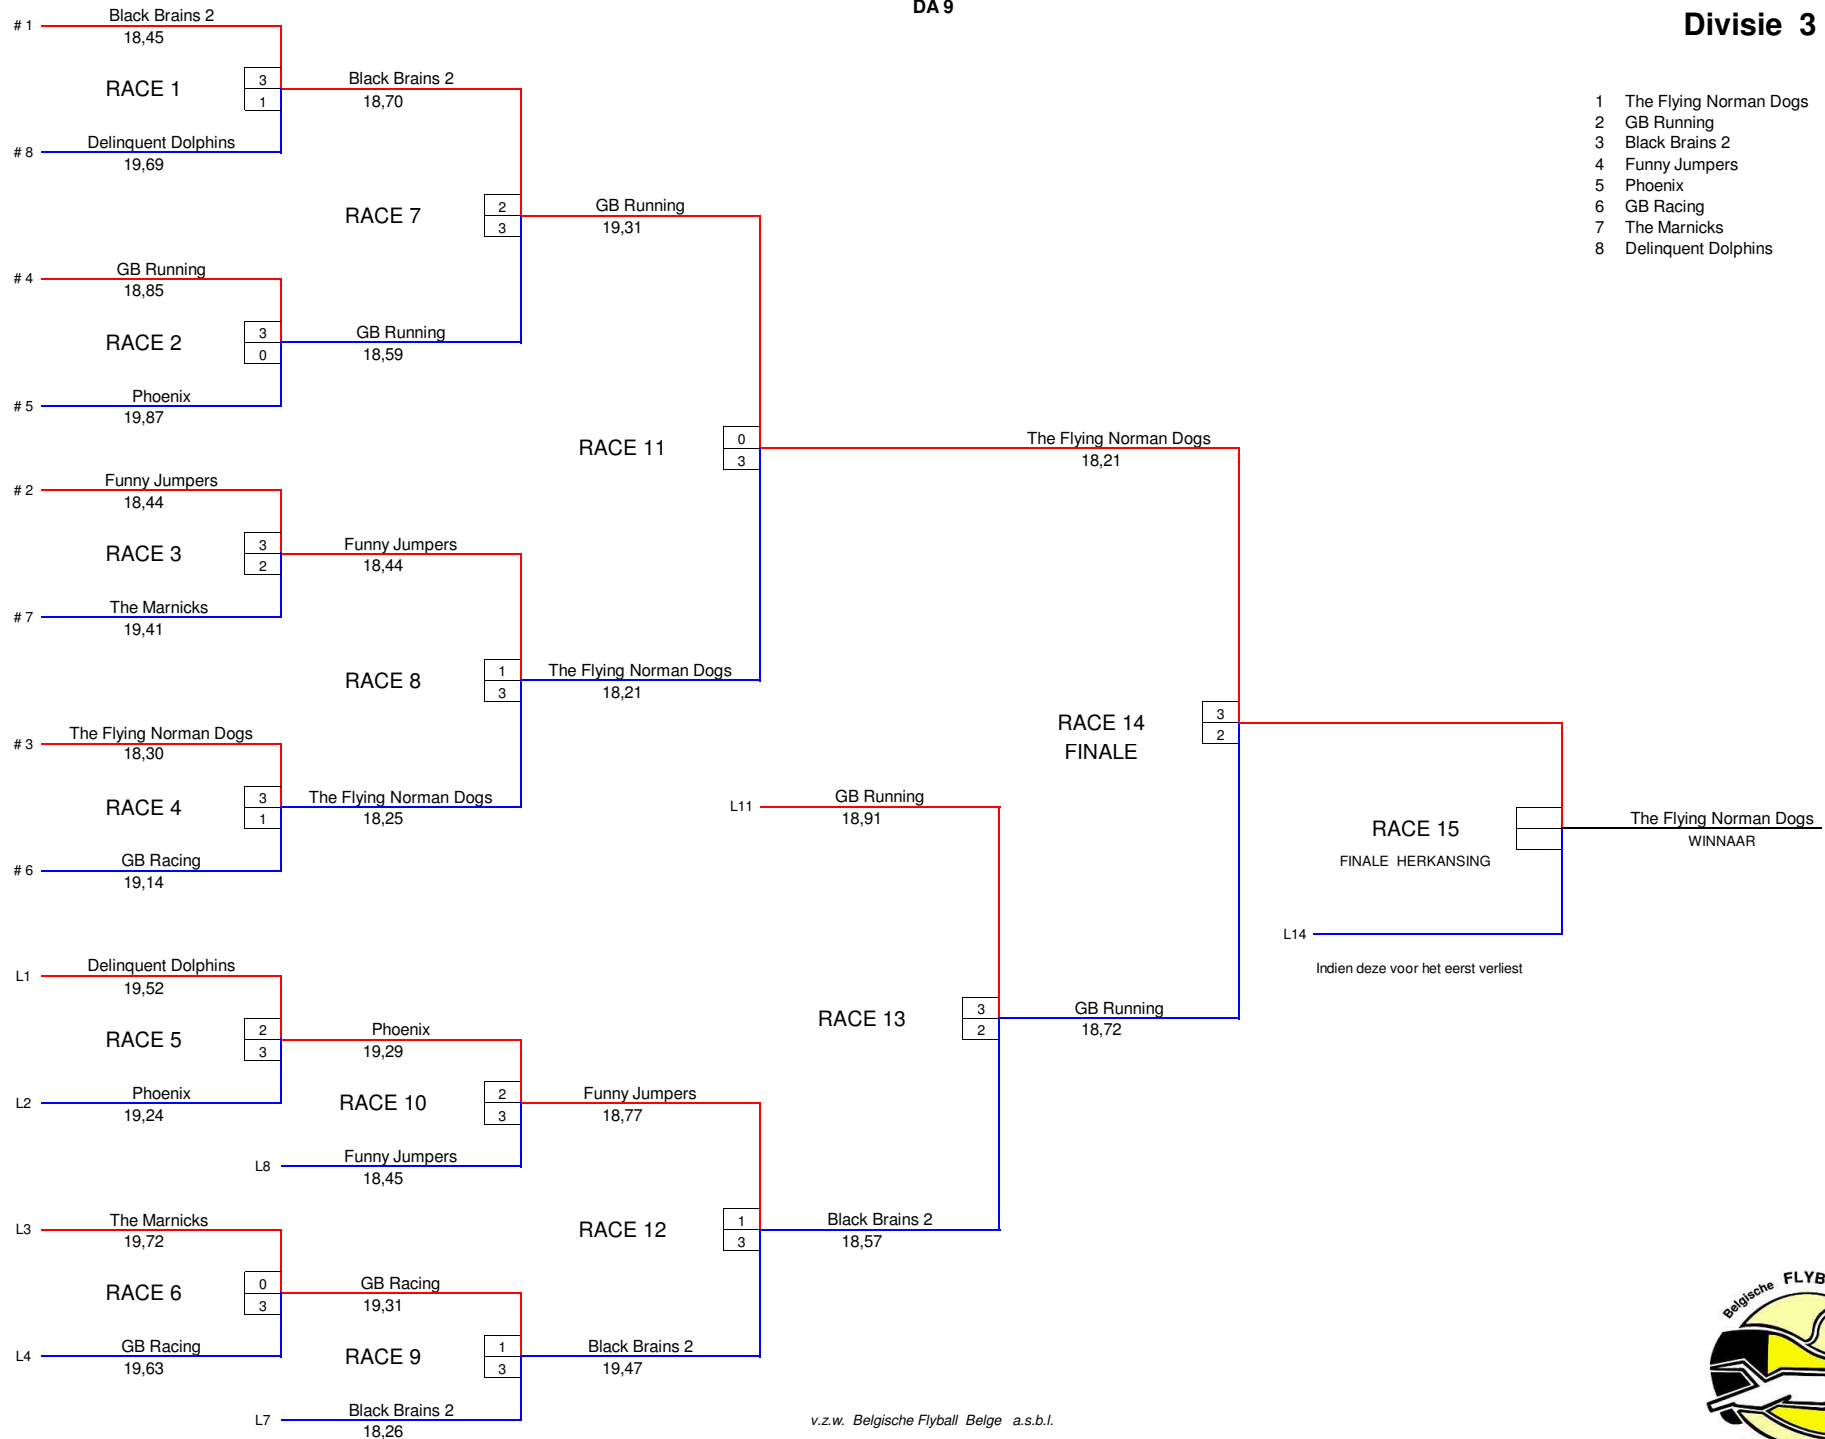 DA 9
Divisie 3
1 The Flying Norman Dogs
2 GB Running
3 Black Brains 2
4 Funny Jumpers
5 Phoenix
6 GB Racing
7 The Marnicks
8 Delinquent Dolphins
# 1 Black Brains 2
18,45
RACE 1
3
1
# 8 Delinquent Dolphins
19,69
Black Brains 2
18,70
RACE 7
2
3
# 4 GB Running
18,85
RACE 2
3
0
# 5 Phoenix
19,87
GB Running
18,59
GB Running
19,31
RACE 11
0
3
# 2 Funny Jumpers
18,44
RACE 3
3
2
# 7 The Marnicks
19,41
Funny Jumpers
18,44
RACE 8
1
3
# 3 The Flying Norman Dogs
18,30
RACE 4
3
1
# 6 GB Racing
19,14
The Flying Norman Dogs
18,25
The Flying Norman Dogs
18,21
The Flying Norman Dogs
18,21
RACE 14
FINALE
3
2
L11 GB Running
18,91
RACE 13
3
2
GB Running
18,72
RACE 15
FINALE HERKANSING
The Flying Norman Dogs
WINNAAR
L14
Indien deze voor het eerst verliest
L1 Delinquent Dolphins
19,52
RACE 5
2
3
L2 Phoenix
19,24
Phoenix
19,29
RACE 10
2
3
L8 Funny Jumpers
18,45
Funny Jumpers
18,77
RACE 12
1
3
Black Brains 2
18,57
L3 The Marnicks
19,72
RACE 6
0
3
L4 GB Racing
19,63
GB Racing
19,31
RACE 9
1
3
L7 Black Brains 2
18,26
Black Brains 2
19,47
v.z.w. Belgische Flyball Belge a.s.b.l.
Belgische FLYB